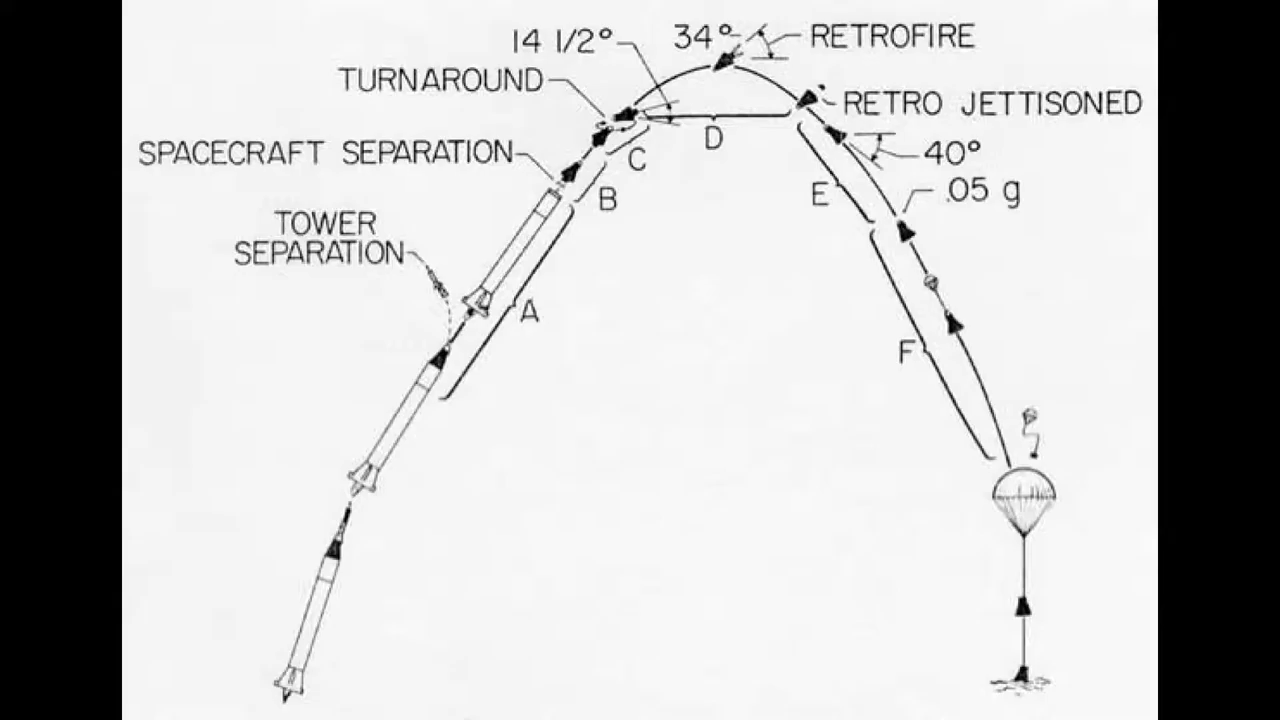 14 1/2°
34°
RETROFIRE
TURNAROUND
RETRO JETTISONED
SPACECRAFT SEPARATION
C
D
40°
B
E
.05 g
TOWER
SEPARATION
A
F